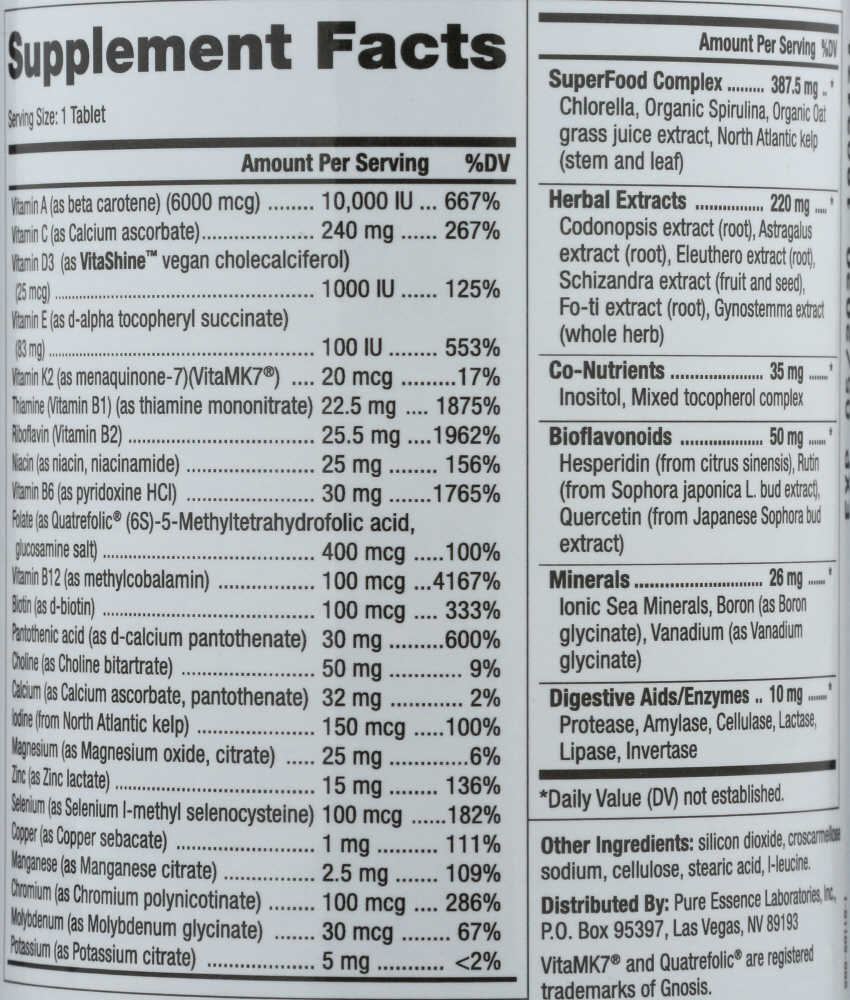 Supplement Facts
Serving Size: 1 Tablet
Amount Per Serving %DV
Vitamin A (as beta carotene) (6000 mcg) ........ 10,000 IU ... 667%
Vitamin C (as Calcium ascorbate)..................... 240 mg ...... 267%
Vitamin D3 (as VitaShine™ vegan cholecalciferol)
(25 mcg) ................................................ 1000 IU ...... 125%
Vitamin E (as d-alpha tocopheryl succinate)
(83 mg) ................................................. 100 IU ........ 553%
Vitamin K2 (as menaquinone-7)(VitaMK7®) .... 20 mcg .........17%
Thiamine (Vitamin B1) (as thiamine mononitrate) 22.5 mg .... 1875%
Riboflavin (Vitamin B2) ................................... 25.5 mg ....1962%
Niacin (as niacin, niacinamide) ........................ 25 mg ........ 156%
Vitamin B6 (as pyridoxine HCl) ........................ 30 mg .......1765%
Folate (as Quatrefolic® (6S)-5-Methyltetrahydrofolic acid,
glucosamine salt) ....................................... 400 mcg .....100%
Vitamin B12 (as methylcobalamin) ................... 100 mcg ...4167%
Biotin (as d-biotin) ........................................ 100 mcg .... 333%
Pantothenic acid (as d-calcium pantothenate) 30 mg .........600%
Choline (as Choline bitartrate) ........................ 50 mg ............. 9%
Calcium (as Calcium ascorbate, pantothenate) 32 mg ............ 2%
Iodine (from North Atlantic kelp) ...................... 150 mcg .....100%
Magnesium (as Magnesium oxide, citrate) ..... 25 mg .............6%
Zinc (as Zinc lactate) ...................................... 15 mg ........ 136%
Selenium (as Selenium l-methyl selenocysteine) 100 mcg ......182%
Copper (as Copper sebacate) .......................... 1 mg .......... 111%
Manganese (as Manganese citrate) .................. 2.5 mg ....... 109%
Chromium (as Chromium polynicotinate) ........ 100 mcg .... 286%
Molybdenum (as Molybdenum glycinate) ....... 30 mcg ........ 67%
Potassium (as Potassium citrate) .................... 5 mg ............ <2%
Amount Per Serving %DV
SuperFood Complex ......... 387.5 mg ..*
Chlorella, Organic Spirulina, Organic Oat
grass juice extract, North Atlantic kelp
(stem and leaf)
Herbal Extracts ................ 220 mg .....*
Codonopsis extract (root), Astragalus
extract (root), Eleuthero extract (root),
Schizandra extract (fruit and seed),
Fo-ti extract (root), Gynostemma extract
(whole herb)
Co-Nutrients ..................... 35 mg .......*
Inositol, Mixed tocopherol complex
Bioflavonoids ................... 50 mg ......*
Hesperidin (from citrus sinensis), Rutin
(from Sophora japonica L. bud extract),
Quercetin (from Japanese Sophora bud
extract)
Minerals............................ 26 mg ......*
Ionic Sea Minerals, Boron (as Boron
glycinate), Vanadium (as Vanadium
glycinate)
Digestive Aids/Enzymes .. 10 mg .......*
Protease, Amylase, Cellulase, Lactase,
Lipase, Invertase
*Daily Value (DV) not established.
Other Ingredients: silicon dioxide, croscarmellose
sodium, cellulose, stearic acid, l-leucine.
Distributed By: Pure Essence Laboratories, Inc.,
P.O. Box 95397, Las Vegas, NV 89193
VitaMK7® and Quatrefolic® are registered
trademarks of Gnosis.